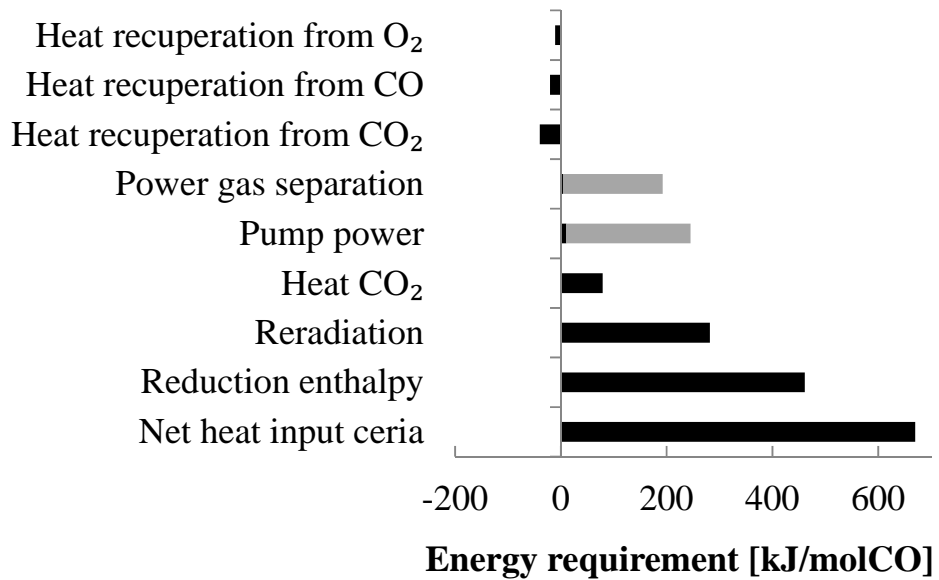 Heat recuperation from O₂
Heat recuperation from CO
Heat recuperation from CO₂
Power gas separation
Pump power
Heat CO₂
Reradiation
Reduction enthalpy
Net heat input ceria
-200 0 200 400 600
Energy requirement [kJ/molCO]